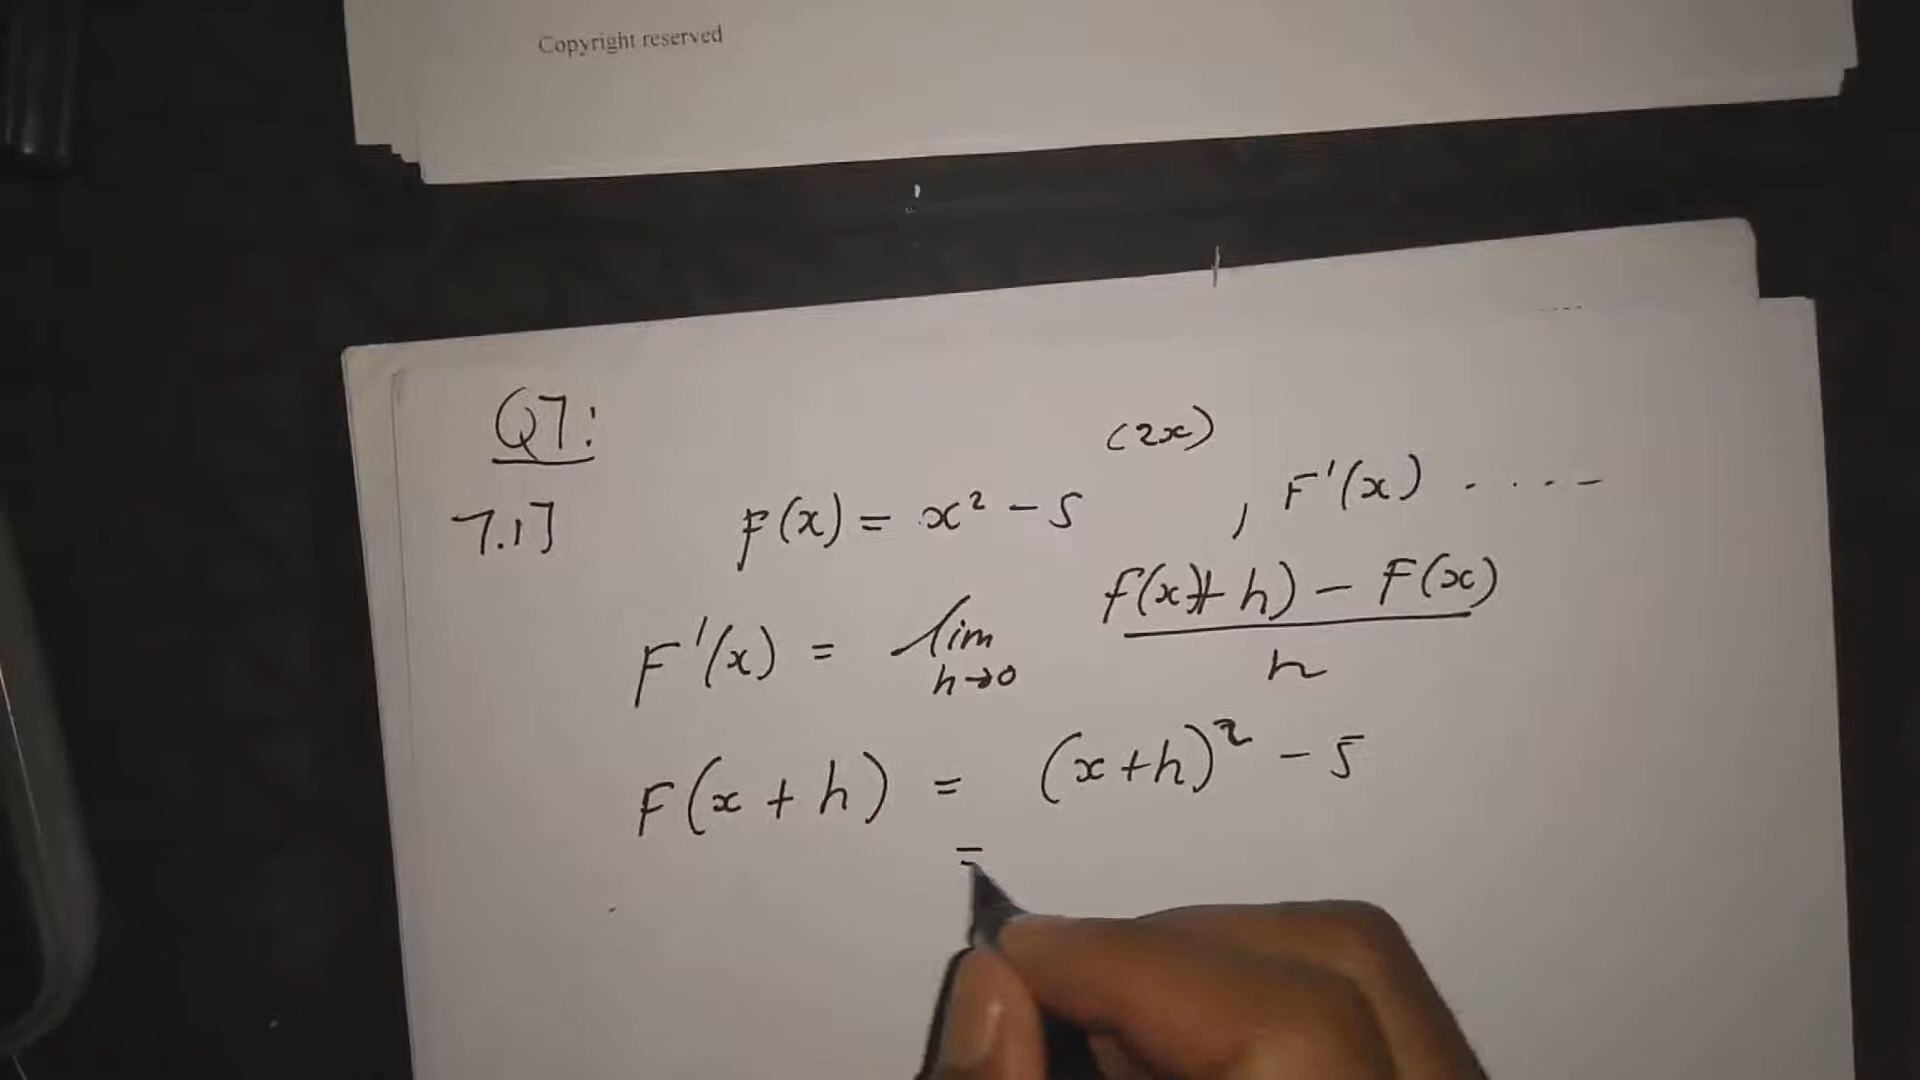 Copyright reserved
Q7:
(2x)
7.1] F(x) = x² - 5 , F'(x) .....
F'(x) = lim h→0 F(x)+h) - F(x) / h
F(x + h) = (x+h)² - 5
=